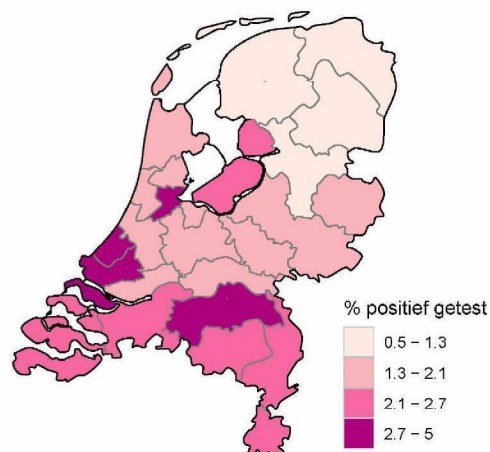 % positief getest
0.5 – 1.3
1.3 – 2.1
2.1 – 2.7
2.7 – 5